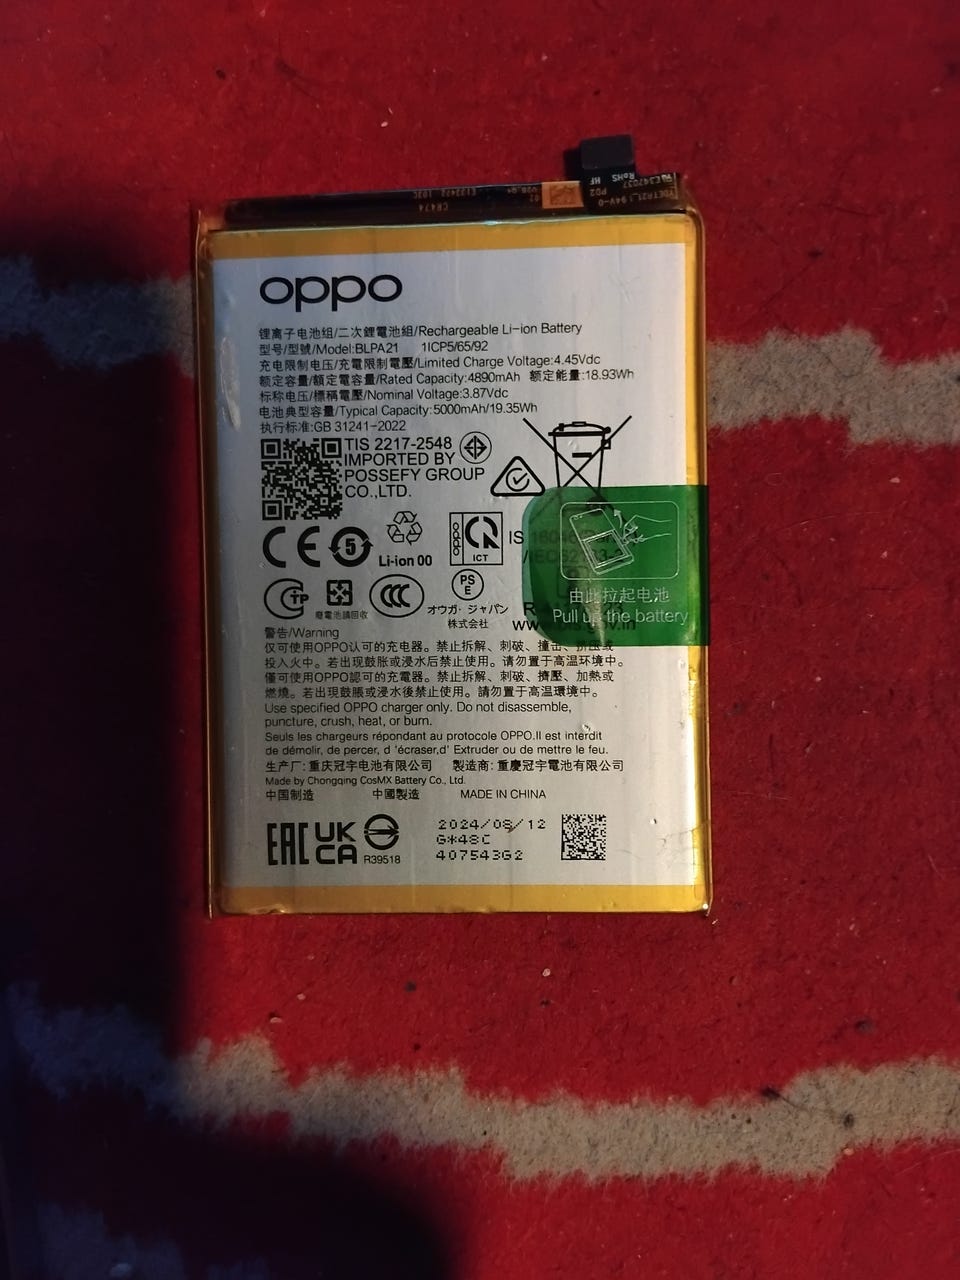 oppo
锂离子电池组/二次鋰電池組/Rechargeable Li-ion Battery
型号/型號/Model:BLPA21 1ICP5/65/92
充电限制电压/充電限制電壓/Limited Charge Voltage:4.45Vdc
额定容量/額定電容量/Rated Capacity:4890mAh 额定能量:18.93Wh
标称电压/標稱電壓/Nominal Voltage:3.87Vdc
电池典型容量/Typical Capacity:5000mAh/19.35Wh
执行标准:GB 31241-2022
TIS 2217-2548
IMPORTED BY
POSSEFY GROUP
CO.,LTD.
CE 5 Li-ion 00 oppo ICT IS
TP 廢電池請回收 CCC PS E
オウガ・ジャパン
株式会社
由此拉起电池
Pull up the battery
警告/Warning
仅可使用OPPO认可的充电器。禁止拆解、刺破、撞击、挤压或
投入火中。若出现鼓胀或浸水后禁止使用。请勿置于高温环境中。
僅可使用OPPO認可的充電器。禁止拆解、刺破、擠壓、加熱或
燃燒。若出現鼓脹或浸水後禁止使用。請勿置于高溫環境中。
Use specified OPPO charger only. Do not disassemble,
puncture, crush, heat, or burn.
Seuls les chargeurs répondant au protocole OPPO.Il est interdit
de démolir, de percer, d 'écraser,d' Extruder ou de mettre le feu.
生产厂: 重庆冠宇电池有限公司 製造商: 重慶冠宇電池有限公司
Made by Chongqing CosMX Battery Co., Ltd.
中国制造 中國製造 MADE IN CHINA
EAC UK CA R39518
2024/08/12
G*48C
407543G2